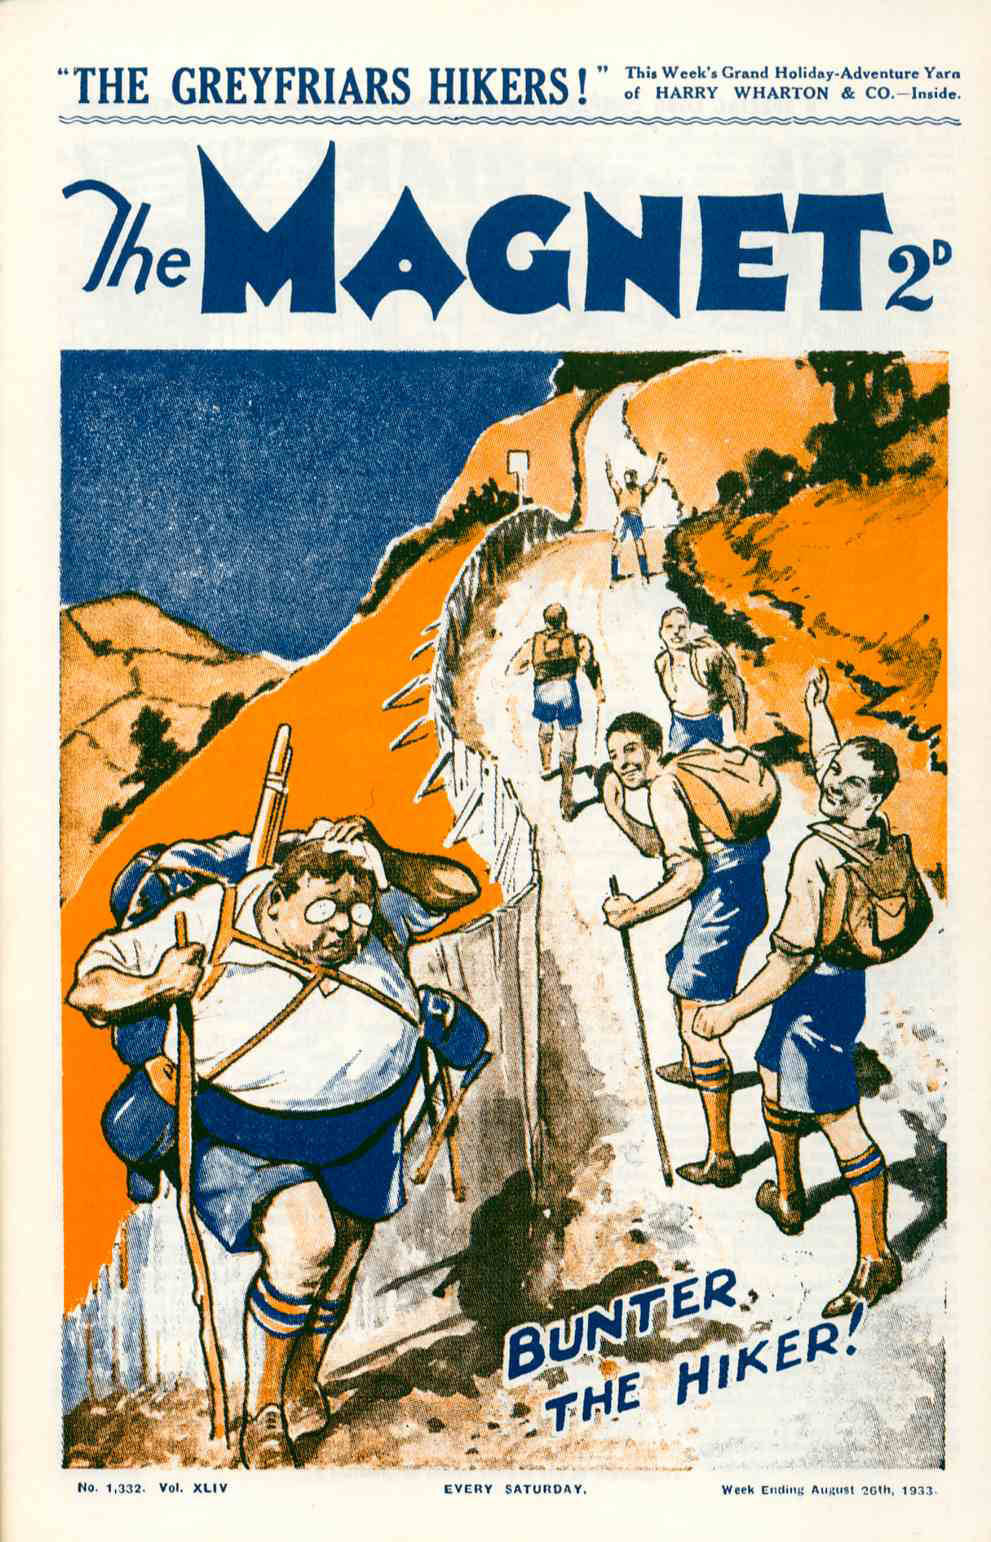 "THE GREYFRIARS HIKERS!"
This Week's Grand Holiday-Adventure Yarn
of HARRY WHARTON & CO.—Inside.
The MAGNET 2D
BUNTER
THE HIKER!
No. 1,332. Vol. XLIV
EVERY SATURDAY.
Week Ending August 26th, 1933.